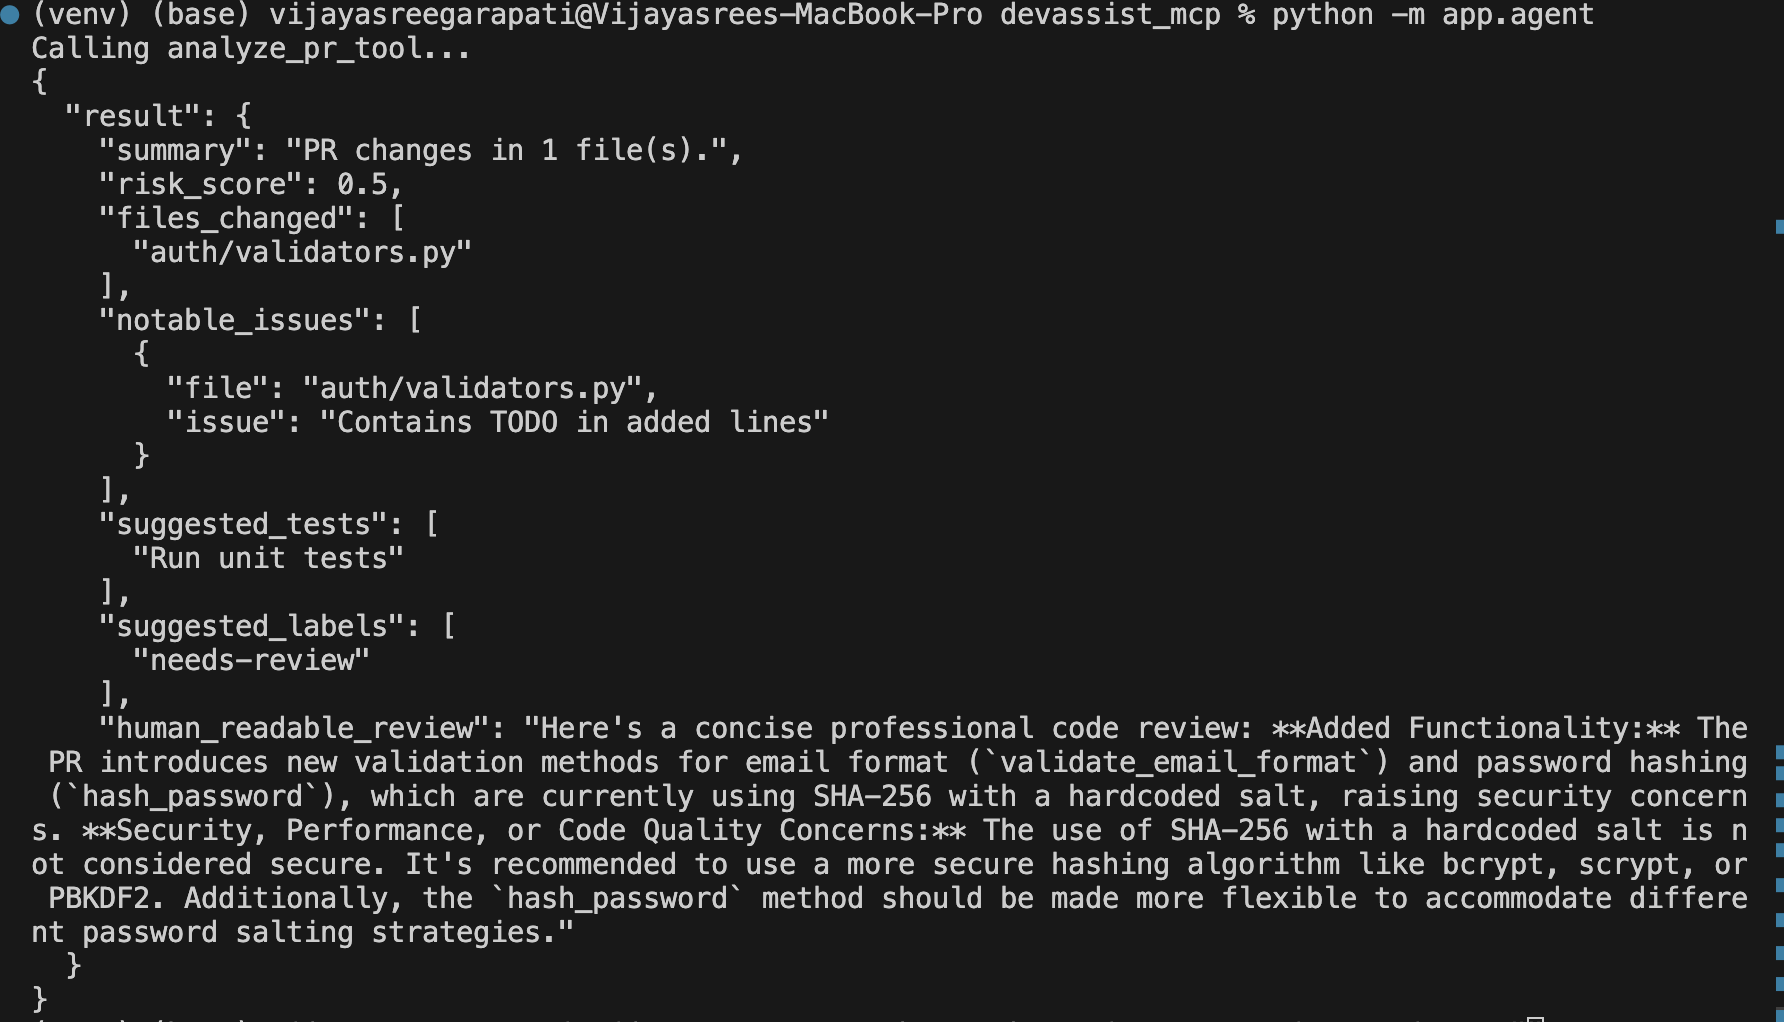 (venv) (base) vijayasreegarapati@Vijayasrees-MacBook-Pro devassist_mcp % python -m app.agent
Calling analyze_pr_tool...
{
  "result": {
    "summary": "PR changes in 1 file(s).",
    "risk_score": 0.5,
    "files_changed": [
      "auth/validators.py"
    ],
    "notable_issues": [
      {
        "file": "auth/validators.py",
        "issue": "Contains TODO in added lines"
      }
    ],
    "suggested_tests": [
      "Run unit tests"
    ],
    "suggested_labels": [
      "needs-review"
    ],
    "human_readable_review": "Here's a concise professional code review: **Added Functionality:** The
 PR introduces new validation methods for email format (`validate_email_format`) and password hashing
 (`hash_password`), which are currently using SHA-256 with a hardcoded salt, raising security concern
s. **Security, Performance, or Code Quality Concerns:** The use of SHA-256 with a hardcoded salt is n
ot considered secure. It's recommended to use a more secure hashing algorithm like bcrypt, scrypt, or
 PBKDF2. Additionally, the `hash_password` method should be made more flexible to accommodate differe
nt password salting strategies."
  }
}